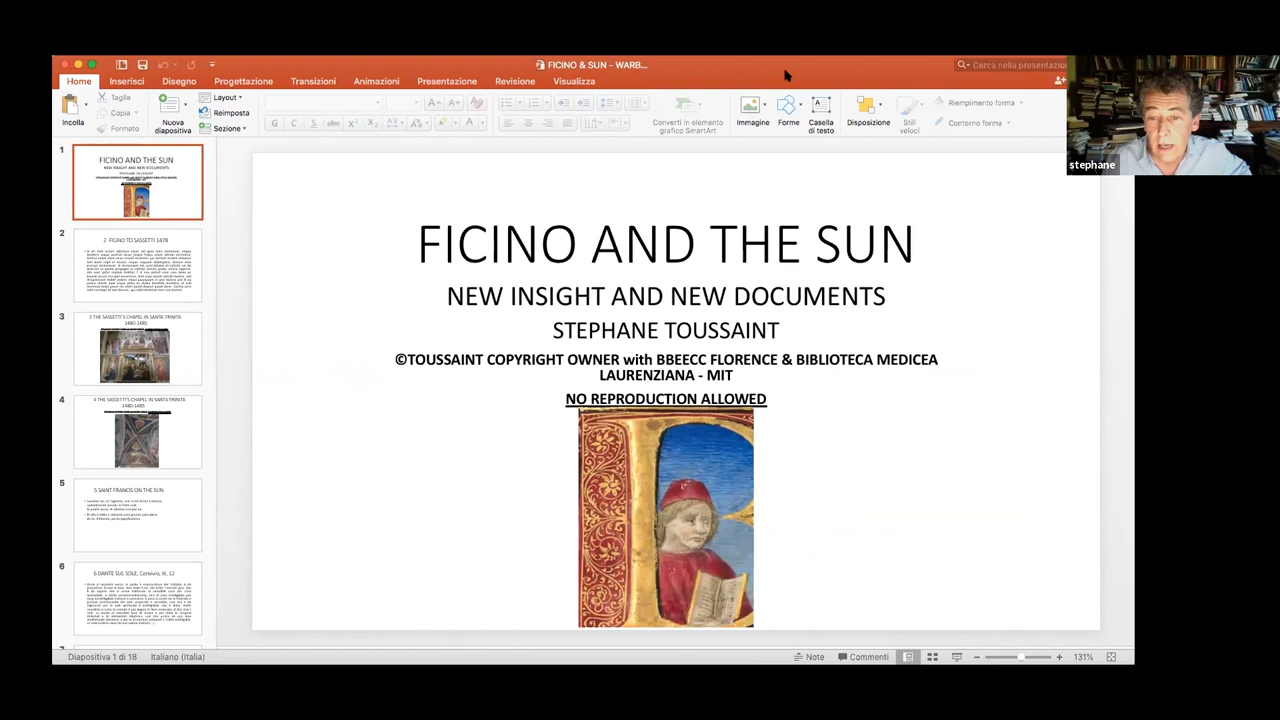 FICINO & SUN - WARB...
Cerca nella presentazio
Home Inserisci Disegno Progettazione Transizioni Animazioni Presentazione Revisione Visualizza
Incolla
Taglia
Copia
Formato
Nuova diapositiva
Layout
Reimposta
Sezione
G C S abc X² X₂
Converti in elemento grafico SmartArt
Immagine
Forme
Casella di testo
Disposizione
Stili veloci
Riempimento forma
Contorno forma
stephane
1
FICINO AND THE SUN
NEW INSIGHT AND NEW DOCUMENTS
STEPHANE TOUSSAINT
2
2 FICINO TO SASSETTI 1478
3
3 THE SASSETTI'S CHAPEL IN SANTA TRINITA
1480-1485
4
4 THE SASSETTI'S CHAPEL IN SANTA TRINITA
1480-1485
5
5 SAINT FRANCIS ON THE SUN
6
6 DANTE SUL SOLE, Convivio, III, 12
FICINO AND THE SUN
NEW INSIGHT AND NEW DOCUMENTS
STEPHANE TOUSSAINT
©TOUSSAINT COPYRIGHT OWNER with BBEECC FLORENCE & BIBLIOTECA MEDICEA
LAURENZIANA - MIT
NO REPRODUCTION ALLOWED
Diapositiva 1 di 18 Italiano (Italia)
Note Commenti 131%